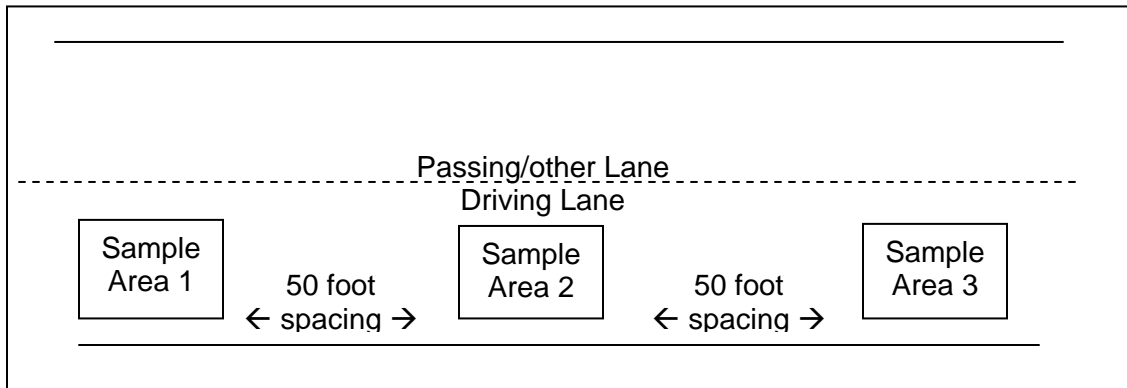 Passing/other Lane
Driving Lane
Sample
Area 1
50 foot
← spacing →
Sample
Area 2
50 foot
← spacing →
Sample
Area 3